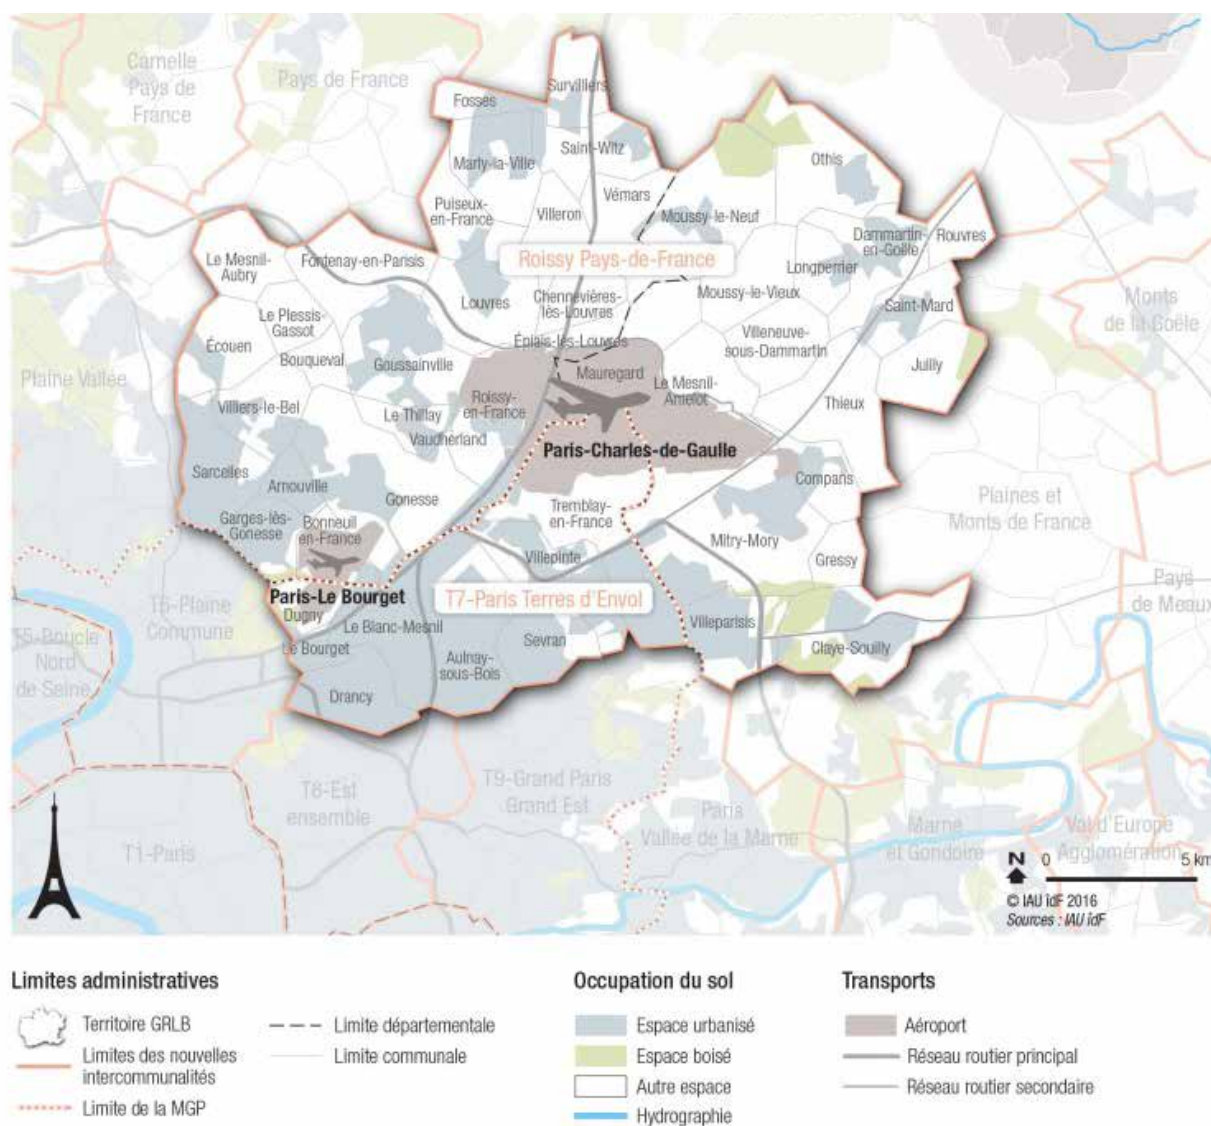 Carnelle
Pays de
France
Pays de France
Survilliers
Fosses
Saint-Witz
Marly-la-Ville
Othis
Vémars
Puiseux-
en-France
Villeron
Moussy-le-Neuf
Dammartin-
en-Goële
Rouvres
Le Mesnil-
Aubry
Fontenay-en-Parisis
Roissy Pays-de-France
Longperrier
Moussy-le-Vieux
Louvres
Chennevières-
lès-Louvres
Saint-Mard
Monts
de la Goële
Le Plessis-
Gassot
Écouen
Bouqueval
Épiais-lès-Louvres
Villeneuve-
sous-Dammartin
Goussainville
Mauregard
Juilly
Plaine Vallée
Villiers-le-Bel
Roissy-
en-France
Le Mesnil-
Amelot
Thieux
Le Thillay
Vaudherland
Paris-Charles-de-Gaulle
Sarcelles
Arnouville
Gonesse
Compans
Plaines et
Monts de France
Garges-lès-
Gonesse
Bonneuil
en-France
Tremblay-
en-France
Mitry-Mory
Villepinte
Gressy
Paris-Le Bourget
T7-Paris Terres d'Envol
Pays
de Meaux
T6-Plaine
Commune
Dugny
Le Blanc-Mesnil
Villeparisis
T5-Boucle
Nord
de Seine
Le Bourget
Sevran
Claye-Souilly
Aulnay-
sous-Bois
Drancy
T8-Est
ensemble
T9-Grand Paris
Grand Est
Paris
Vallée de la Marne
Marne
et Gondoire
Val d'Europe
Agglomération
T1-Paris
N 0 5 km
© IAU îdF 2016
Sources : IAU îdF
Limites administratives
Territoire GRLB
Limites des nouvelles
intercommunalités
Limite de la MGP
Limite départementale
Limite communale
Occupation du sol
Espace urbanisé
Espace boisé
Autre espace
Hydrographie
Transports
Aéroport
Réseau routier principal
Réseau routier secondaire